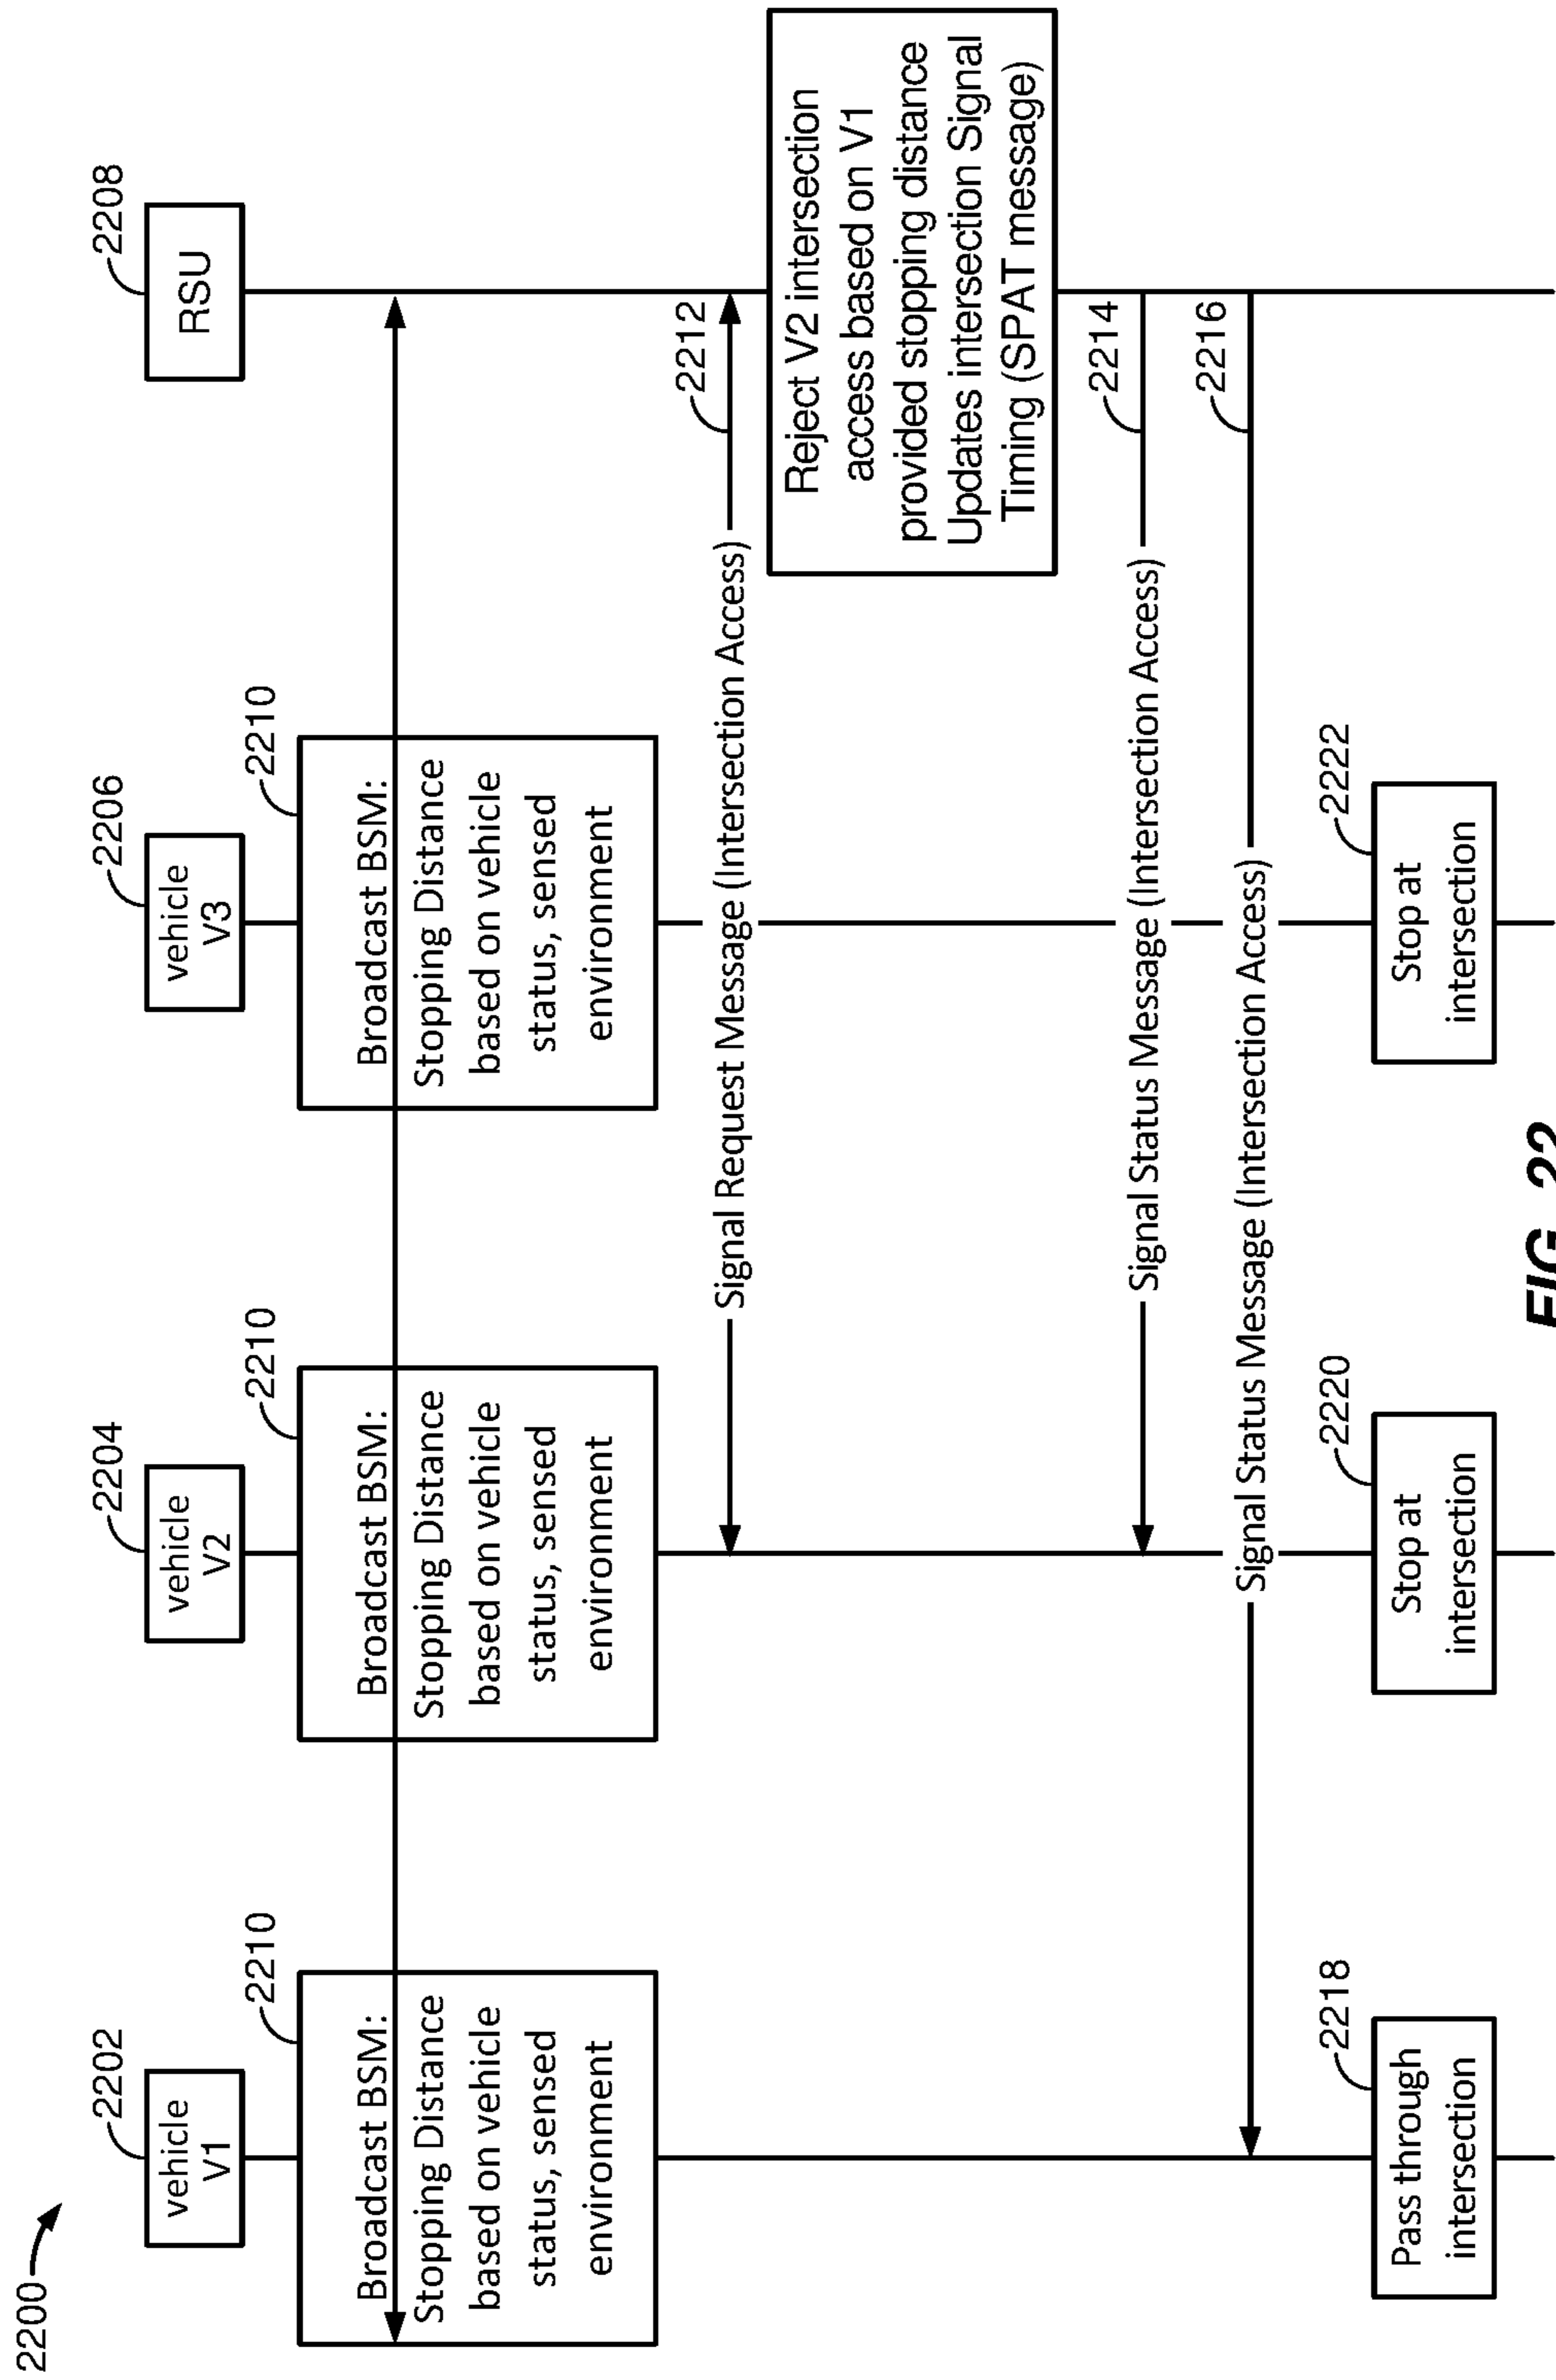 2200
2202
vehicle
V1
2204
vehicle
V2
2206
vehicle
V3
2208
RSU
2210
Broadcast BSM:
Stopping Distance
based on vehicle
status, sensed
environment
2210
Broadcast BSM:
Stopping Distance
based on vehicle
status, sensed
environment
2210
Broadcast BSM:
Stopping Distance
based on vehicle
status, sensed
environment
2212
Signal Request Message (Intersection Access)
Reject V2 intersection
access based on V1
provided stopping distance
Updates intersection Signal
Timing (SPAT message)
2214
Signal Status Message (Intersection Access)
2216
Signal Status Message (Intersection Access)
2218
Pass through
intersection
2220
Stop at
intersection
2222
Stop at
intersection
FIG. 22